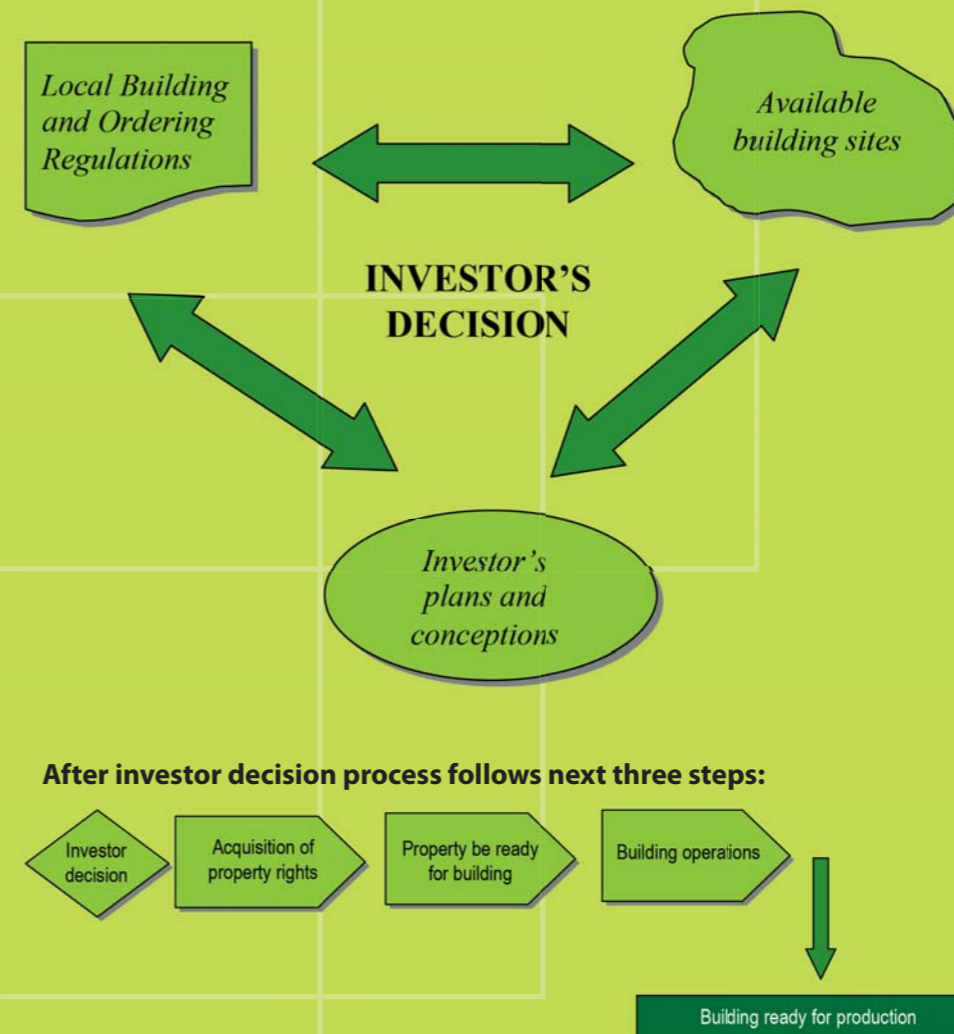 Local Building
and Ordering
Regulations
Available
building sites
INVESTOR'S
DECISION
Investor's
plans and
conceptions
After investor decision process follows next three steps:
Investor
decision
Acquisition of
property rights
Property be ready
for building
Building operations
Building ready for production